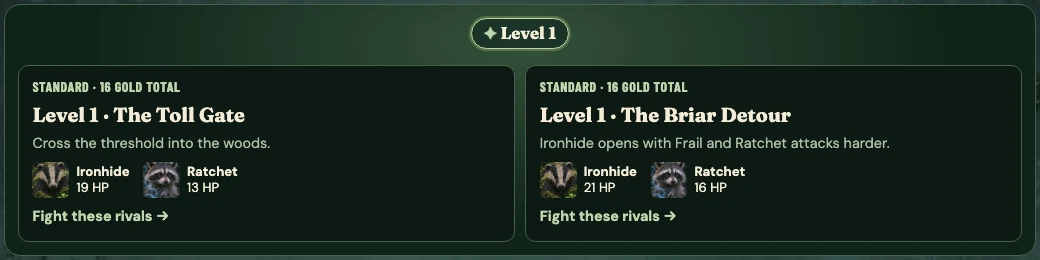 ✦ Level 1
STANDARD · 16 GOLD TOTAL
Level 1 · The Toll Gate
Cross the threshold into the woods.
Ironhide
19 HP
Ratchet
13 HP
Fight these rivals →
STANDARD · 16 GOLD TOTAL
Level 1 · The Briar Detour
Ironhide opens with Frail and Ratchet attacks harder.
Ironhide
21 HP
Ratchet
16 HP
Fight these rivals →